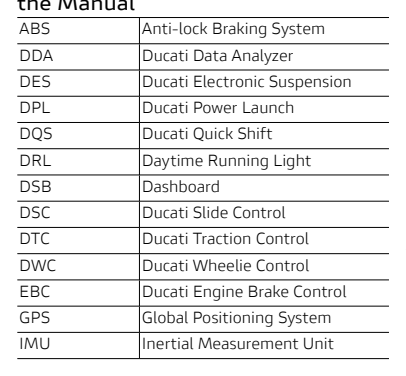 the Manual
ABS Anti-lock Braking System
DDA Ducati Data Analyzer
DES Ducati Electronic Suspension
DPL Ducati Power Launch
DQS Ducati Quick Shift
DRL Daytime Running Light
DSB Dashboard
DSC Ducati Slide Control
DTC Ducati Traction Control
DWC Ducati Wheelie Control
EBC Ducati Engine Brake Control
GPS Global Positioning System
IMU Inertial Measurement Unit